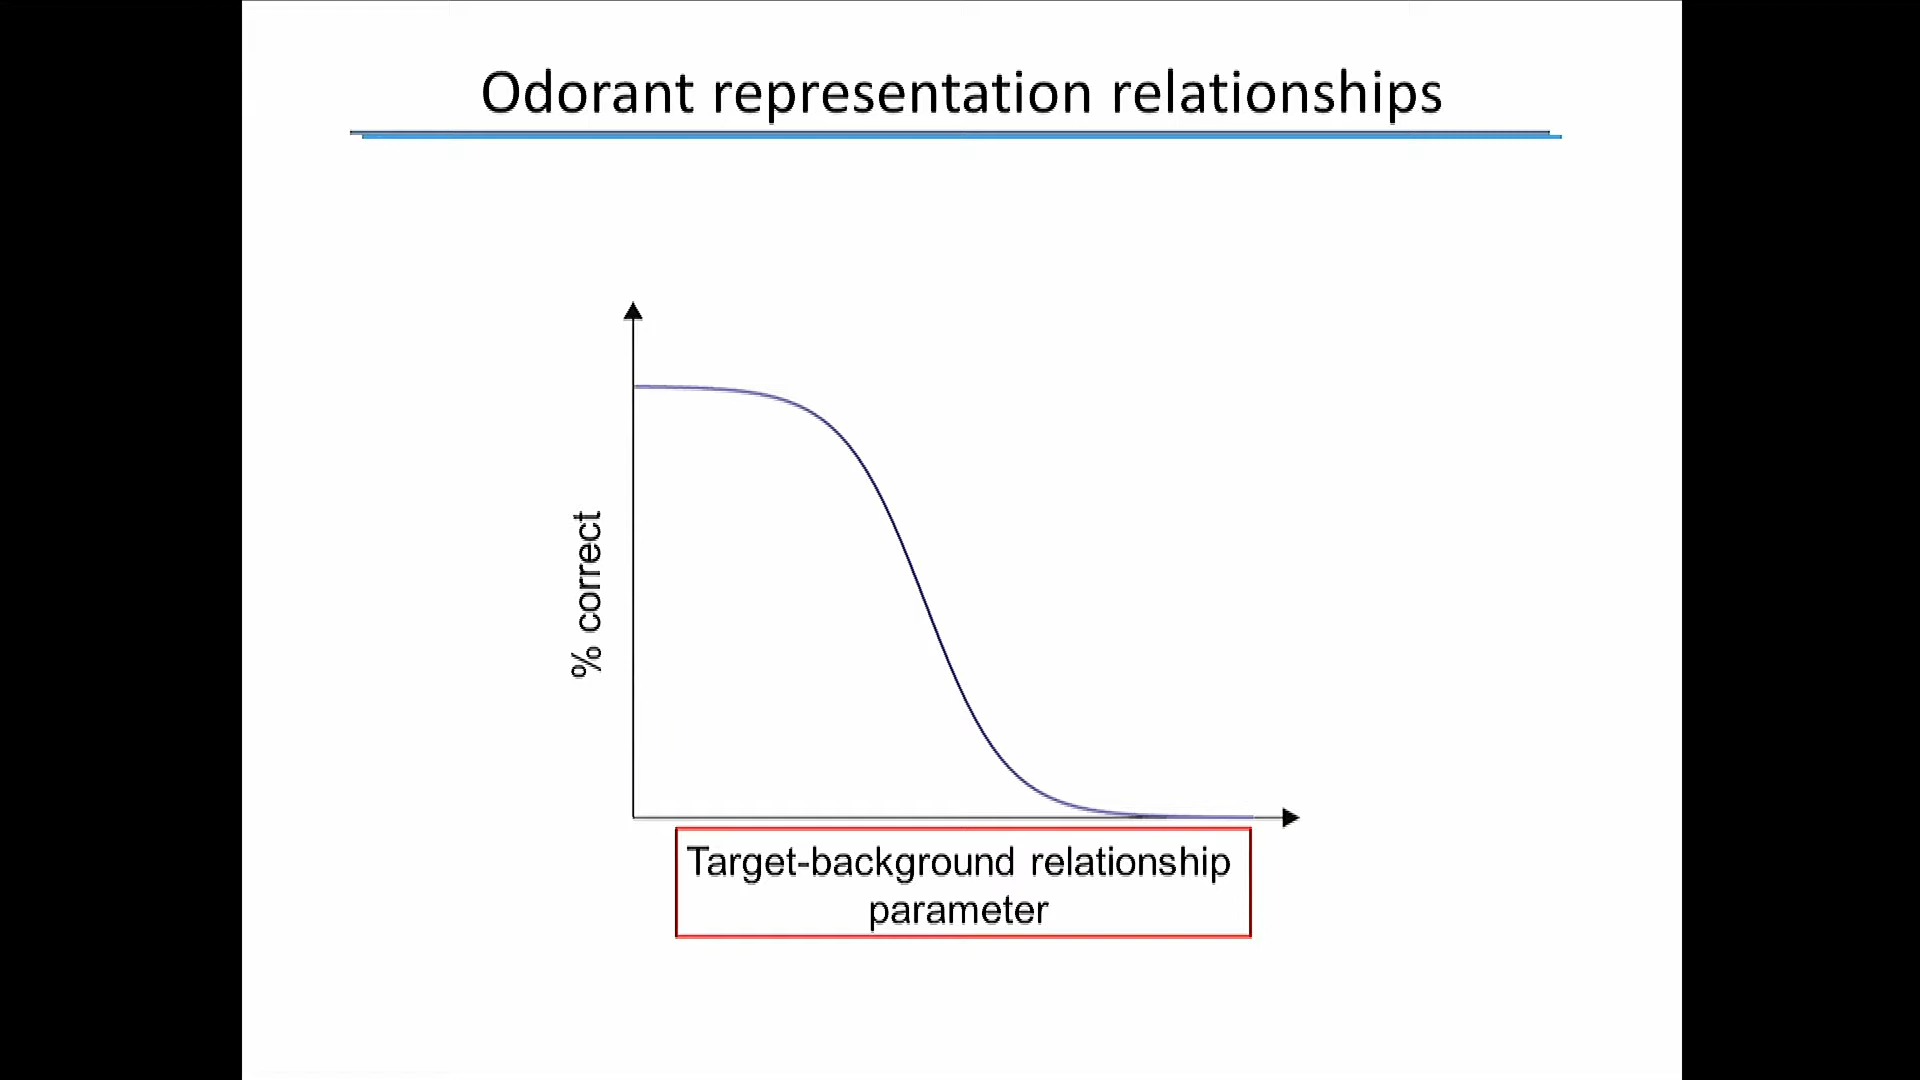 Odorant representation relationships
% correct
Target-background relationship
parameter